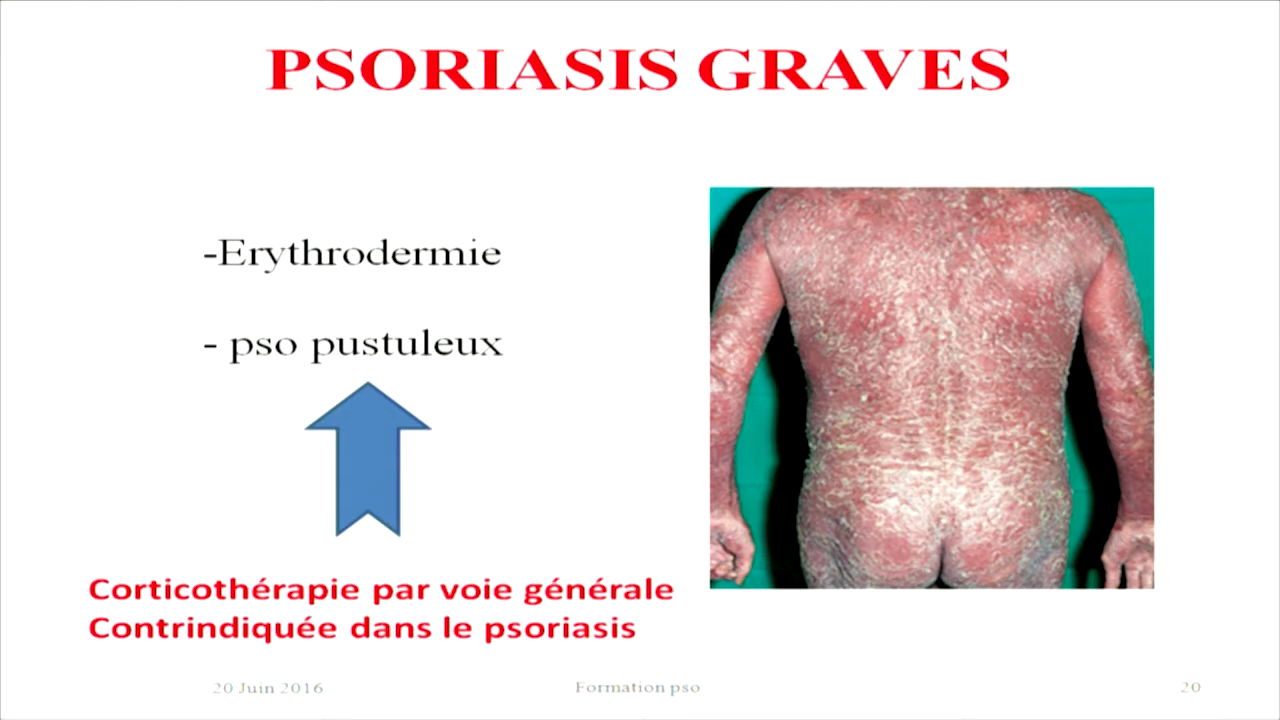 PSORIASIS GRAVES
-Erythrodermie
- pso pustuleux
Corticothérapie par voie générale
Contrindiquée dans le psoriasis
20 Juin 2016
Formation pso
20